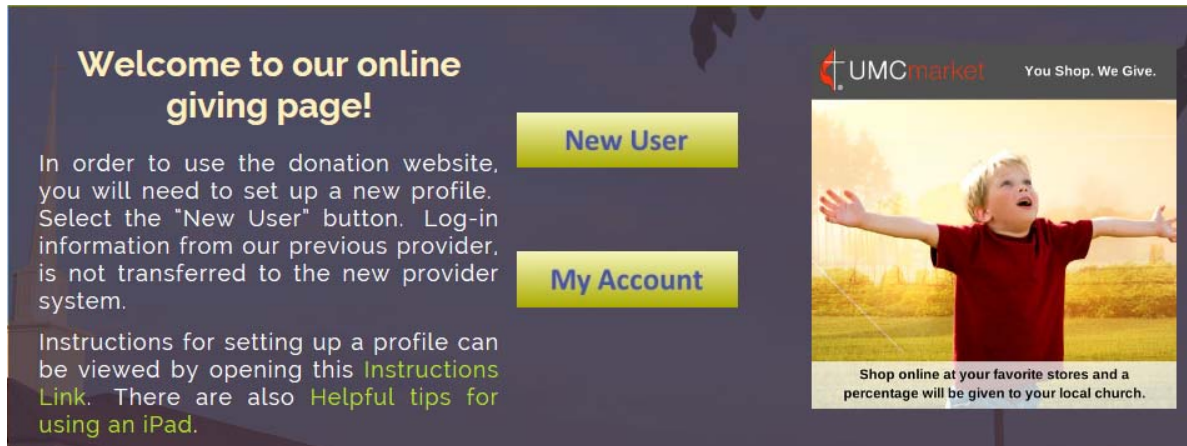 Welcome to our online
giving page!
In order to use the donation website,
you will need to set up a new profile.
Select the "New User" button. Log-in
information from our previous provider,
is not transferred to the new provider
system.
Instructions for setting up a profile can
be viewed by opening this Instructions
Link. There are also Helpful tips for
using an iPad.
New User
My Account
UMCmarket
You Shop. We Give.
Shop online at your favorite stores and a
percentage will be given to your local church.